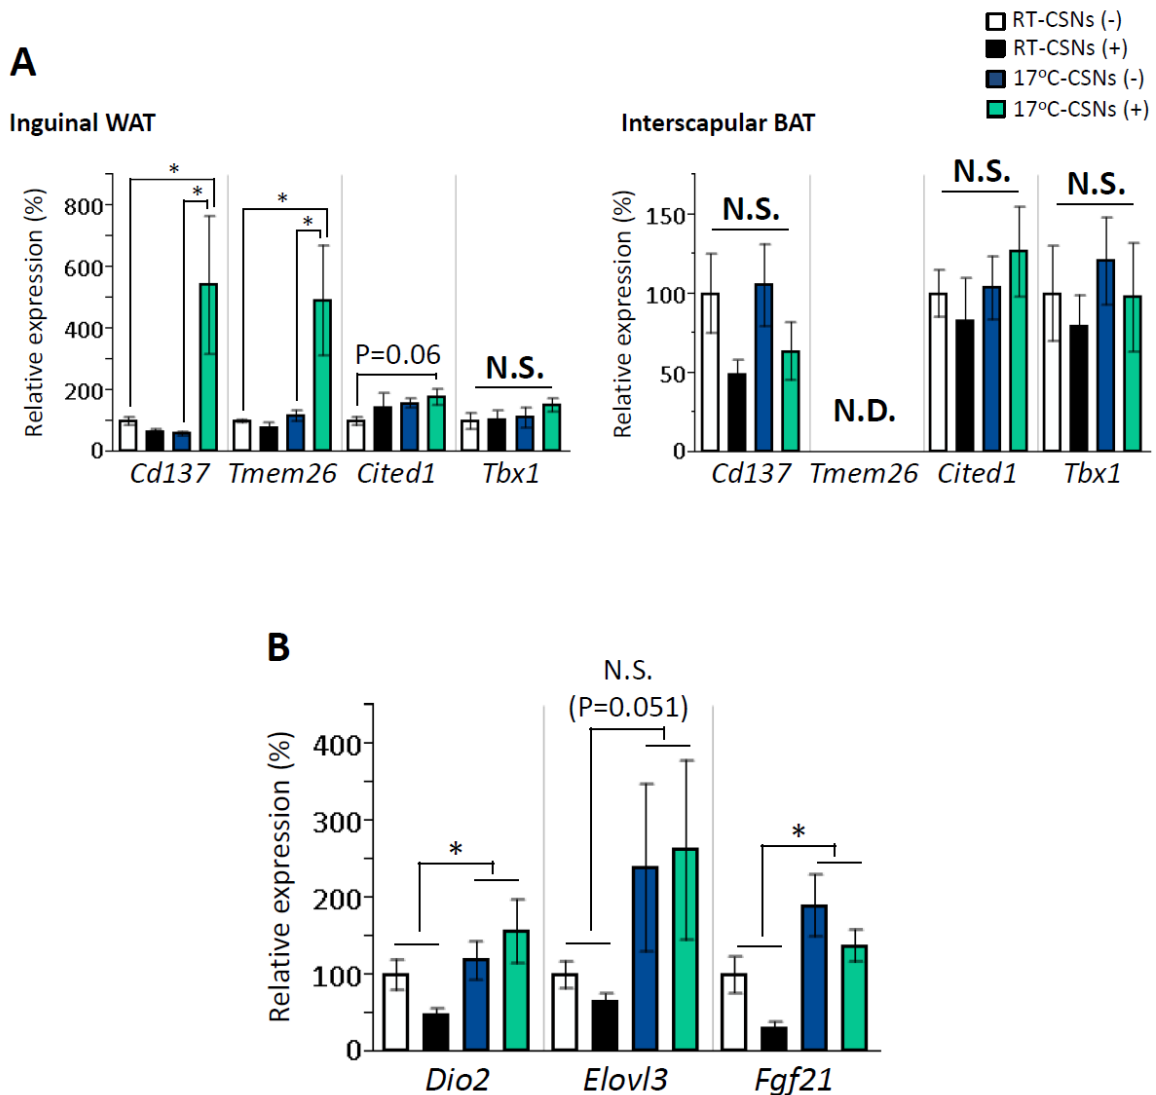 RT-CSNs (-)
RT-CSNs (+)
17ºC-CSNs (-)
17ºC-CSNs (+)
A
Inguinal WAT
Relative expression (%)
800
600
400
200
0
*
*
*
*
P=0.06
N.S.
Cd137 Tmem26 Cited1 Tbx1
Interscapular BAT
Relative expression (%)
150
100
50
0
N.S.
N.D.
N.S.
N.S.
Cd137 Tmem26 Cited1 Tbx1
B
Relative expression (%)
400
300
200
100
0
*
N.S.
(P=0.051)
*
Dio2 Elovl3 Fgf21